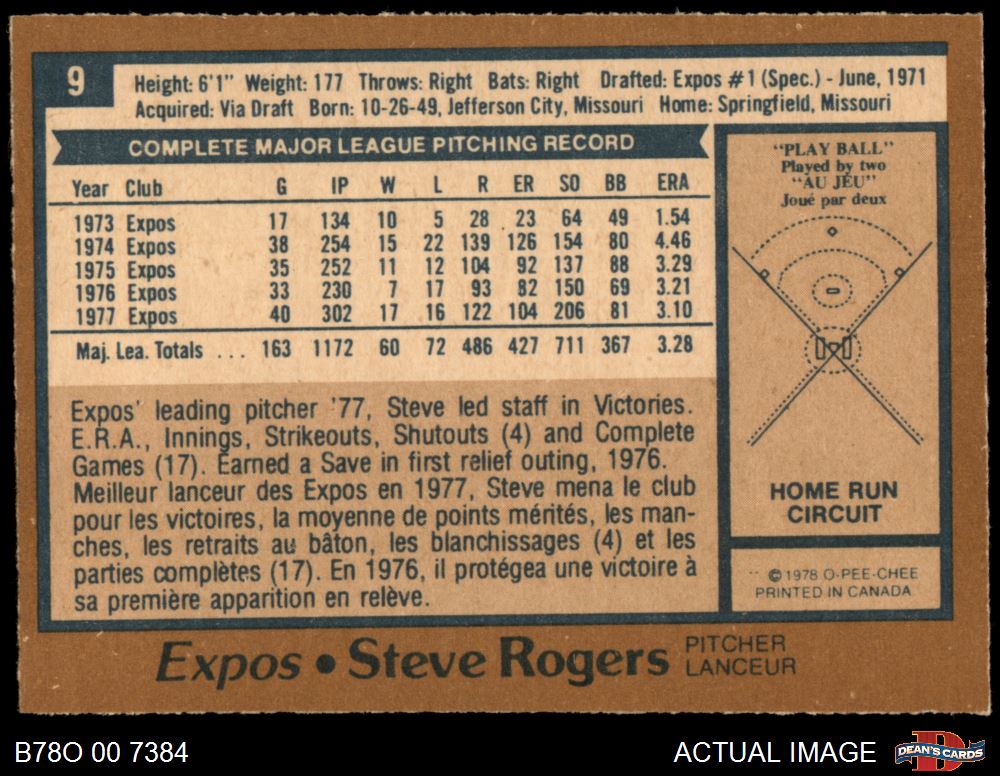 9
Height: 6'1" Weight: 177 Throws: Right Bats: Right Drafted: Expos #1 (Spec.) - June, 1971
Acquired: Via Draft Born: 10-26-49, Jefferson City, Missouri Home: Springfield, Missouri
COMPLETE MAJOR LEAGUE PITCHING RECORD
Year Club G IP W L R ER SO BB ERA
1973 Expos 17 134 10 5 28 23 64 49 1.54
1974 Expos 38 254 15 22 139 126 154 80 4.46
1975 Expos 35 252 11 12 104 92 137 88 3.29
1976 Expos 33 230 7 17 93 82 150 69 3.21
1977 Expos 40 302 17 16 122 104 206 81 3.10
Maj. Lea. Totals ... 163 1172 60 72 486 427 711 367 3.28
Expos' leading pitcher '77, Steve led staff in Victories.
E.R.A., Innings, Strikeouts, Shutouts (4) and Complete
Games (17). Earned a Save in first relief outing, 1976.
Meilleur lanceur des Expos en 1977, Steve mena le club
pour les victoires, la moyenne de points mérités, les man-
ches, les retraits au bâton, les blanchissages (4) et les
parties complètes (17). En 1976, il protégea une victoire à
sa première apparition en relève.
"PLAY BALL"
Played by two
"AU JEU"
Joué par deux
HOME RUN
CIRCUIT
© 1978 O-PEE-CHEE
PRINTED IN CANADA
Expos • Steve Rogers PITCHER
LANCEUR
B78O 00 7384
ACTUAL IMAGE
DEAN'S CARDS